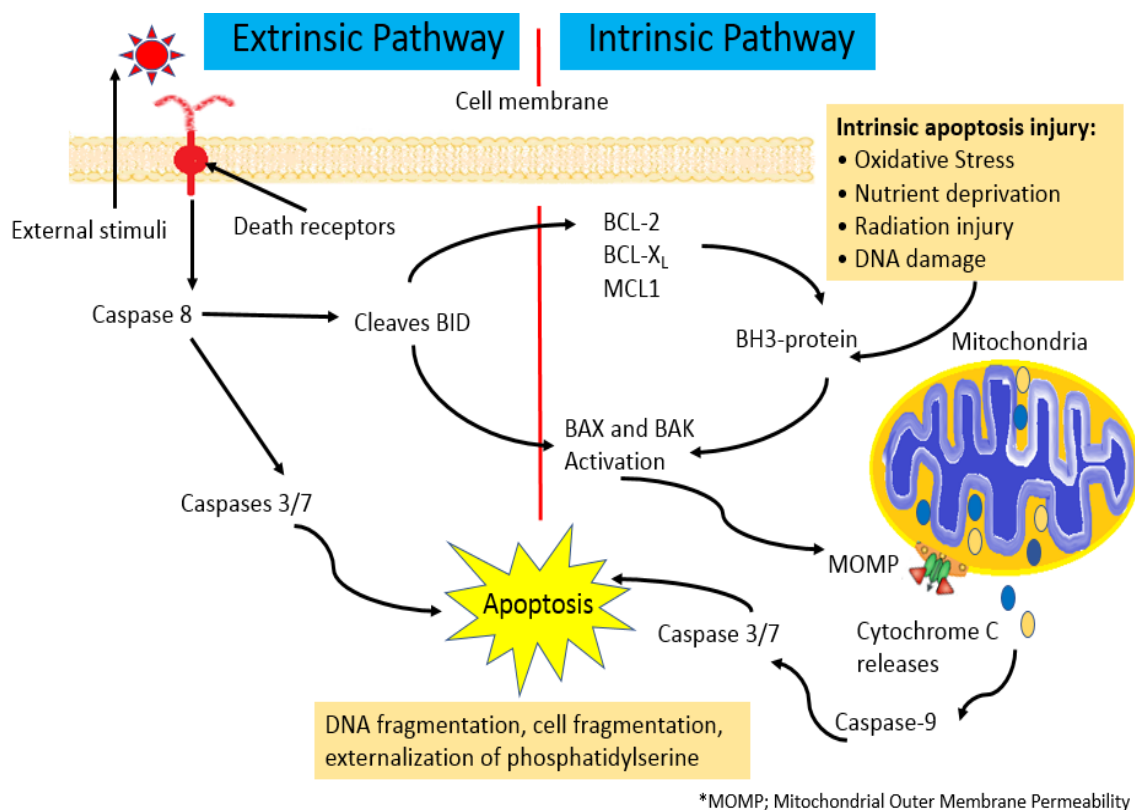 Extrinsic Pathway
Intrinsic Pathway
Cell membrane
Intrinsic apoptosis injury:
• Oxidative Stress
• Nutrient deprivation
• Radiation injury
• DNA damage
External stimuli
Death receptors
BCL-2
BCL-XL
MCL1
Caspase 8
Cleaves BID
BH3-protein
Mitochondria
BAX and BAK
Activation
Caspases 3/7
MOMP
Apoptosis
Caspase 3/7
Cytochrome C
releases
Caspase-9
DNA fragmentation, cell fragmentation,
externalization of phosphatidylserine
*MOMP; Mitochondrial Outer Membrane Permeability